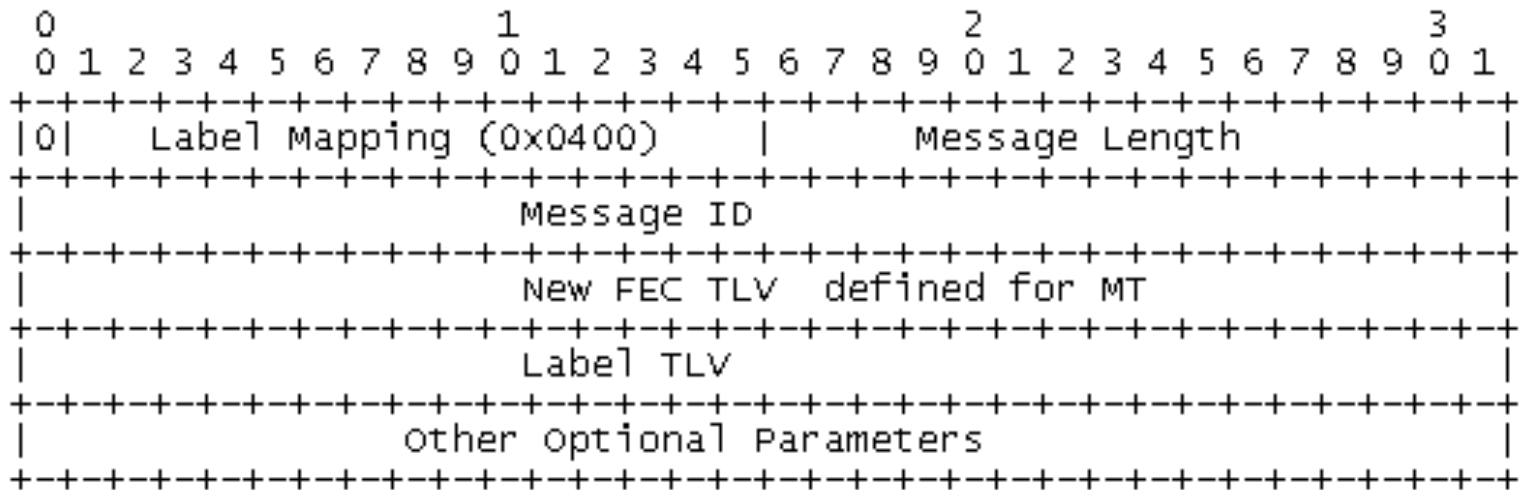 0                   1                   2                   3
 0 1 2 3 4 5 6 7 8 9 0 1 2 3 4 5 6 7 8 9 0 1 2 3 4 5 6 7 8 9 0 1
+-+-+-+-+-+-+-+-+-+-+-+-+-+-+-+-+-+-+-+-+-+-+-+-+-+-+-+-+-+-+-+-+
|0|   Label Mapping (0x0400)    |      Message Length           |
+-+-+-+-+-+-+-+-+-+-+-+-+-+-+-+-+-+-+-+-+-+-+-+-+-+-+-+-+-+-+-+-+
|                     Message ID                                |
+-+-+-+-+-+-+-+-+-+-+-+-+-+-+-+-+-+-+-+-+-+-+-+-+-+-+-+-+-+-+-+-+
|                     New FEC TLV  defined for MT               |
+-+-+-+-+-+-+-+-+-+-+-+-+-+-+-+-+-+-+-+-+-+-+-+-+-+-+-+-+-+-+-+-+
|                     Label TLV                                 |
+-+-+-+-+-+-+-+-+-+-+-+-+-+-+-+-+-+-+-+-+-+-+-+-+-+-+-+-+-+-+-+-+
|                Other Optional Parameters                      |
+-+-+-+-+-+-+-+-+-+-+-+-+-+-+-+-+-+-+-+-+-+-+-+-+-+-+-+-+-+-+-+-+